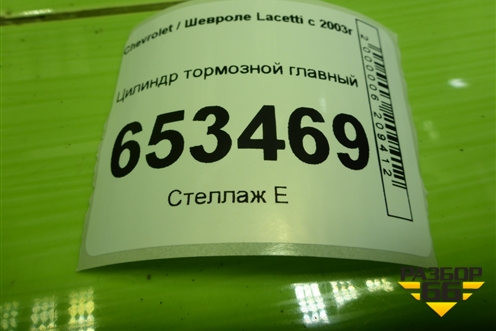 Chevrolet / Шевроле Lacetti с 2003г
Цилиндр тормозной главный
653469
Стеллаж Е
2000006209412
РАЗБОР
66